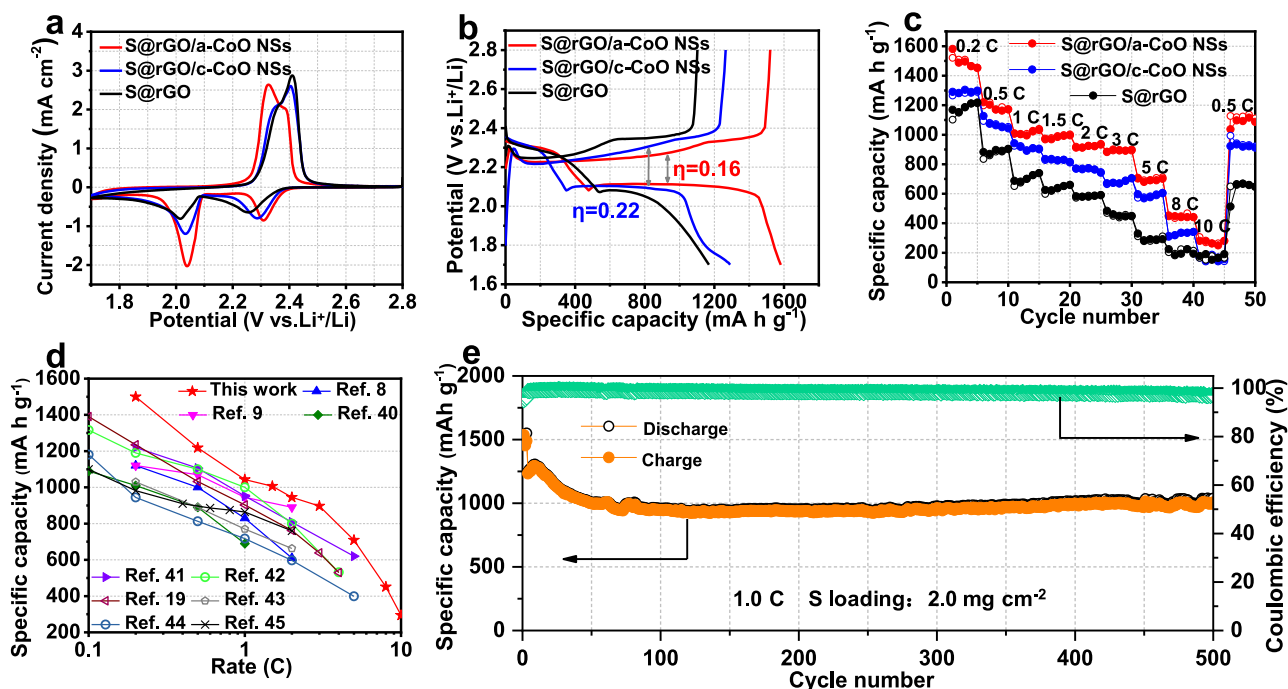 a
S@rGO/a-CoO NSs
S@rGO/c-CoO NSs
S@rGO
Current density (mA cm⁻²)
4
3
2
1
0
-1
-2
1.8 2.0 2.2 2.4 2.6 2.8
Potential (V vs.Li⁺/Li)
b
S@rGO/a-CoO NSs
S@rGO/c-CoO NSs
S@rGO
η=0.16
η=0.22
Potential (V vs.Li⁺/Li)
2.8
2.4
2.0
1.6
0 400 800 1200 1600
Specific capacity (mA h g⁻¹)
c
S@rGO/a-CoO NSs
S@rGO/c-CoO NSs
S@rGO
0.2 C
0.5 C
1 C
1.5 C
2 C
3 C
5 C
8 C
10 C
0.5 C
Specific capacity (mA h g⁻¹)
1600
1400
1200
1000
800
600
400
200
0
0 10 20 30 40 50
Cycle number
d
This work
Ref. 8
Ref. 9
Ref. 40
Ref. 41
Ref. 42
Ref. 19
Ref. 43
Ref. 44
Ref. 45
Specific capacity (mA h g⁻¹)
1600
1400
1200
1000
800
600
400
200
0.1 1 10
Rate (C)
e
Discharge
Charge
1.0 C S loading: 2.0 mg cm⁻²
Specific capacity (mAh g⁻¹)
2000
1500
1000
500
0
0 100 200 300 400 500
Cycle number
100
80
60
40
20
0
Coulombic efficiency (%)